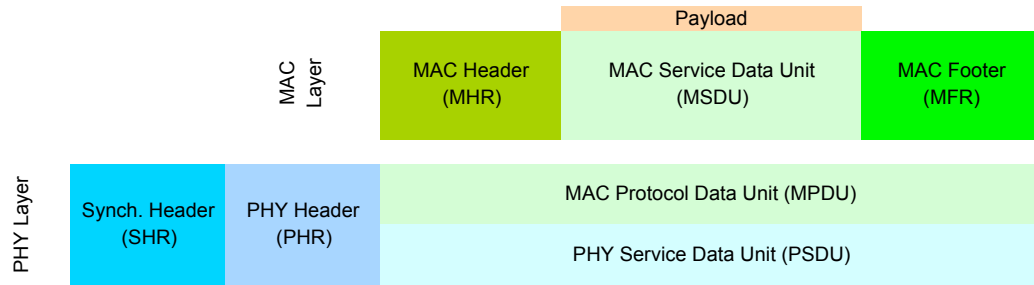 Payload
MAC
Layer
MAC Header
(MHR)
MAC Service Data Unit
(MSDU)
MAC Footer
(MFR)
PHY Layer
Synch. Header
(SHR)
PHY Header
(PHR)
MAC Protocol Data Unit (MPDU)
PHY Service Data Unit (PSDU)